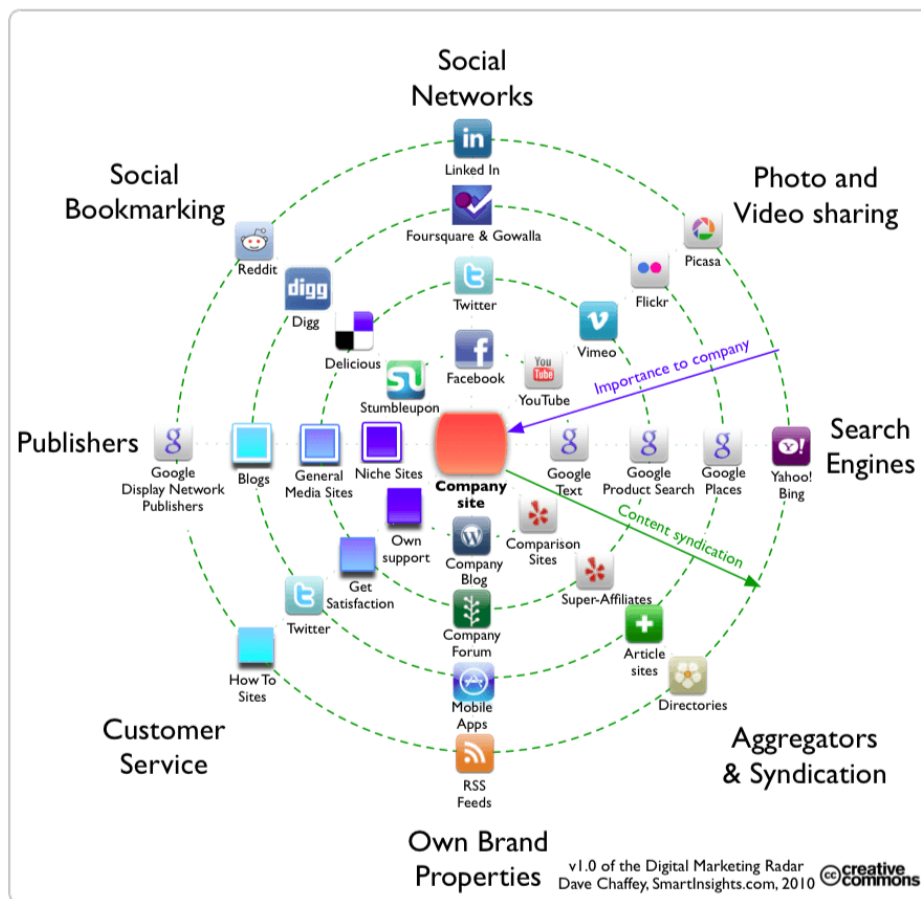 Social
Networks
in
Linked In
Social
Bookmarking
Photo and
Video sharing
Foursquare & Gowalla
Reddit
Picasa
digg
Digg
Flickr
Twitter
Delicious
Vimeo
Facebook
You
Tube
YouTube
Stumbleupon
Importance to company
Publishers
Google
Display Network
Publishers
Blogs
General
Media Sites
Niche Sites
Company
site
Google
Text
Google
Product Search
Google
Places
Y!
Yahoo!
Bing
Search
Engines
Content syndication
Own
support
Company
Blog
Comparison
Sites
Get
Satisfaction
Super-Affiliates
Twitter
Company
Forum
Article
sites
How To
Sites
Mobile
Apps
Directories
Customer
Service
RSS
Feeds
Aggregators
& Syndication
Own Brand
Properties
v1.0 of the Digital Marketing Radar
Dave Chaffey, SmartInsights.com, 2010
cc creative
commons